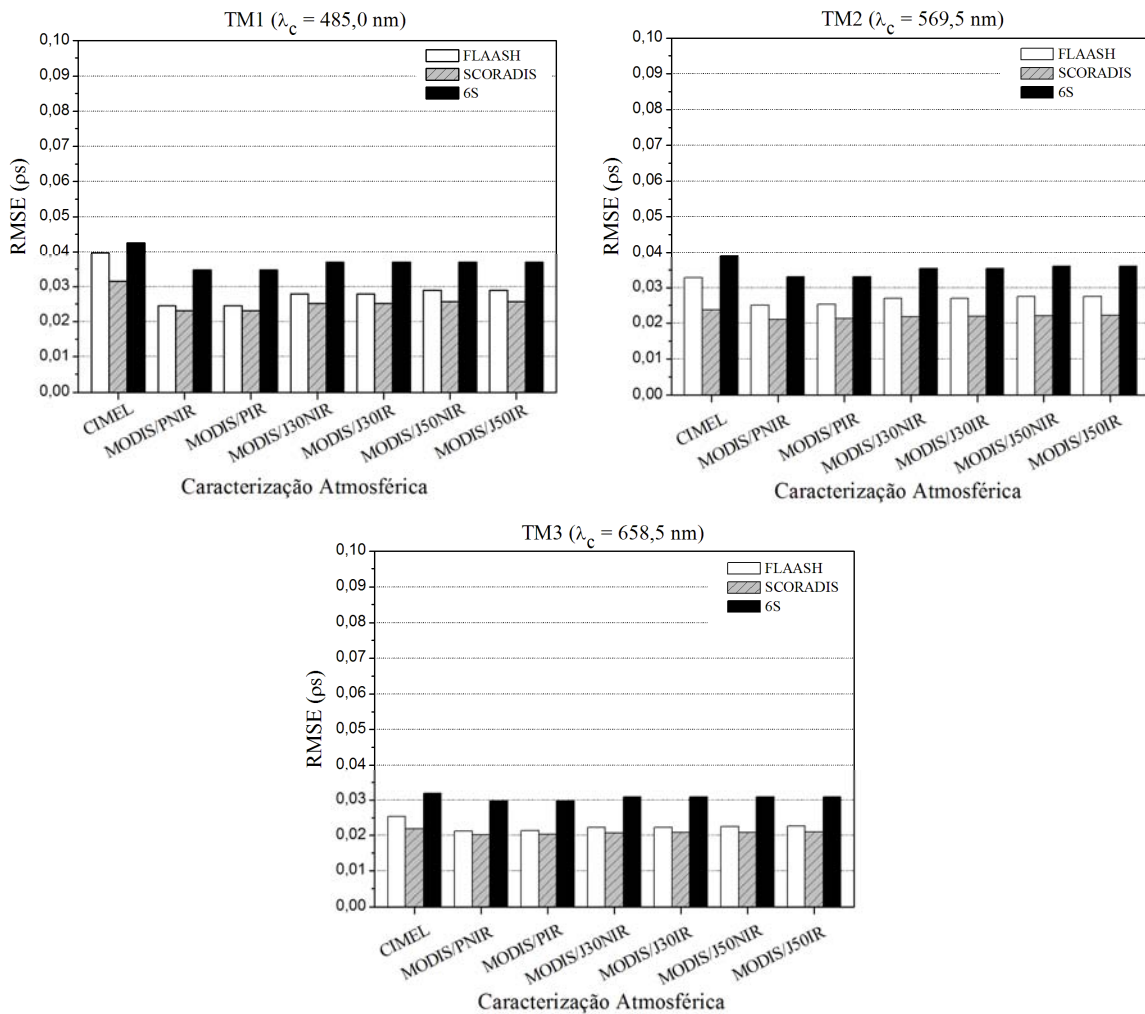 TM1 (λc = 485,0 nm)
0,10
0,09
0,08
0,07
0,06
0,05
0,04
0,03
0,02
0,01
0,00
RMSE (ρs)
FLAASH
SCORADIS
6S
CIMEL
MODIS/PNIR
MODIS/PIR
MODIS/J30NIR
MODIS/J30IR
MODIS/J50NIR
MODIS/J50IR
Caracterização Atmosférica
TM2 (λc = 569,5 nm)
0,10
0,09
0,08
0,07
0,06
0,05
0,04
0,03
0,02
0,01
0,00
RMSE (ρs)
FLAASH
SCORADIS
6S
CIMEL
MODIS/PNIR
MODIS/PIR
MODIS/J30NIR
MODIS/J30IR
MODIS/J50NIR
MODIS/J50IR
Caracterização Atmosférica
TM3 (λc = 658,5 nm)
0,10
0,09
0,08
0,07
0,06
0,05
0,04
0,03
0,02
0,01
0,00
RMSE (ρs)
FLAASH
SCORADIS
6S
CIMEL
MODIS/PNIR
MODIS/PIR
MODIS/J30NIR
MODIS/J30IR
MODIS/J50NIR
MODIS/J50IR
Caracterização Atmosférica